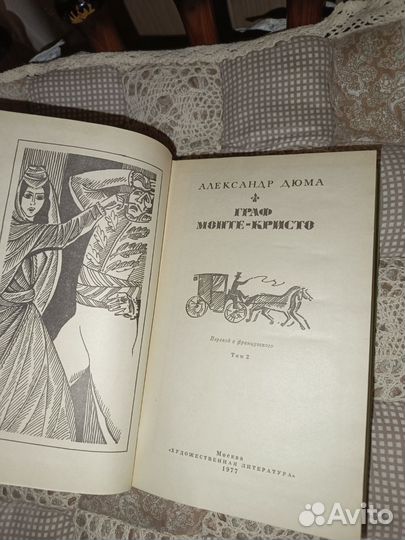 АЛЕКСАНДР ДЮМА
ГРАФ
МОНТЕ-КРИСТО
Перевод с французского
Том 2
Москва
«ХУДОЖЕСТВЕННАЯ ЛИТЕРАТУРА»
1977
Avito